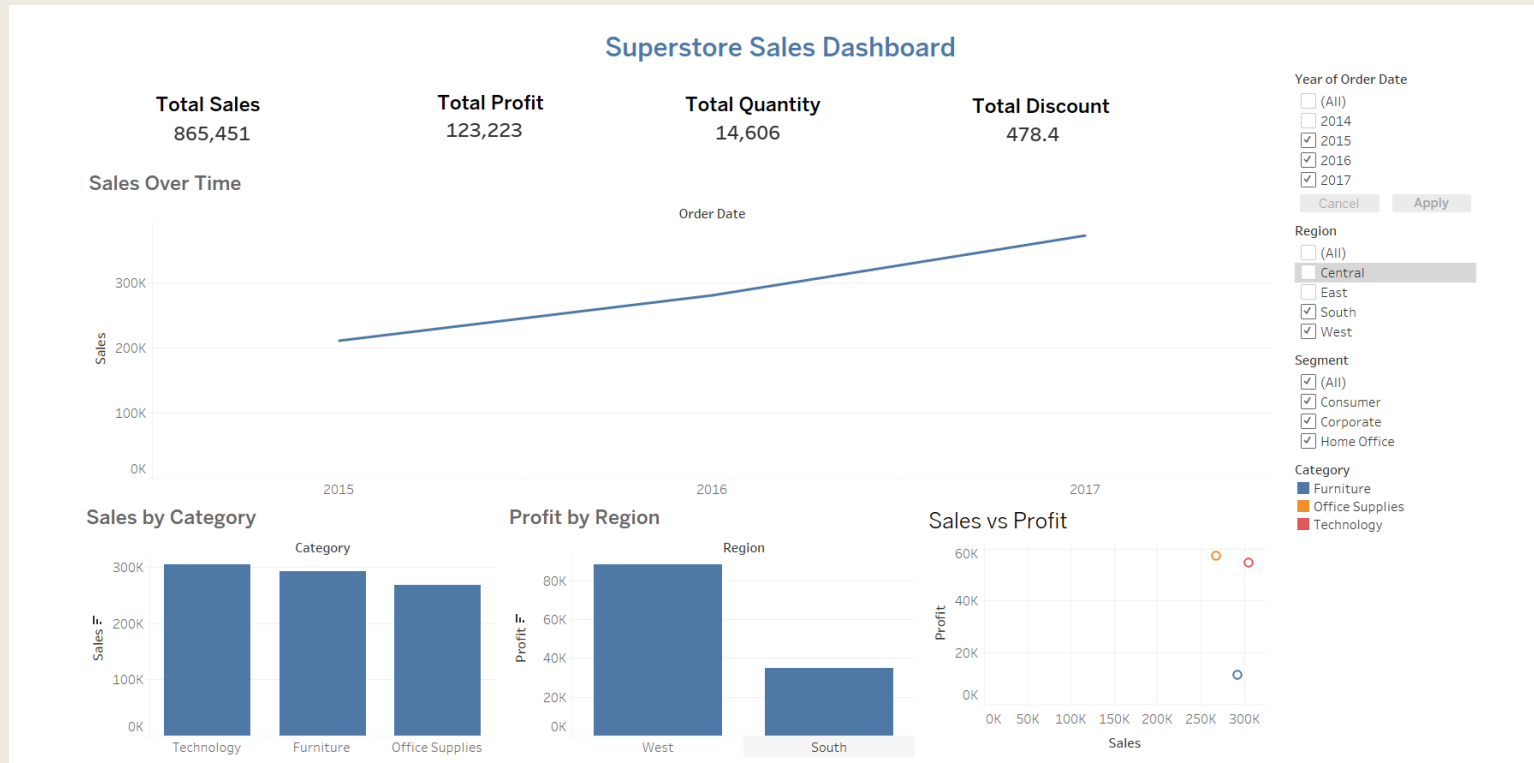 Superstore Sales Dashboard
Total Sales
865,451
Total Profit
123,223
Total Quantity
14,606
Total Discount
478.4
Sales Over Time
Order Date
Sales
300K
200K
100K
0K
2015
2016
2017
Sales by Category
Category
Sales
300K
200K
100K
0K
Technology
Furniture
Office Supplies
Profit by Region
Region
Profit
80K
60K
40K
20K
0K
West
South
Sales vs Profit
Profit
60K
40K
20K
0K
0K
50K
100K
150K
200K
250K
300K
Sales
Year of Order Date
(All)
2014
2015
2016
2017
Cancel
Apply
Region
(All)
Central
East
South
West
Segment
(All)
Consumer
Corporate
Home Office
Category
Furniture
Office Supplies
Technology